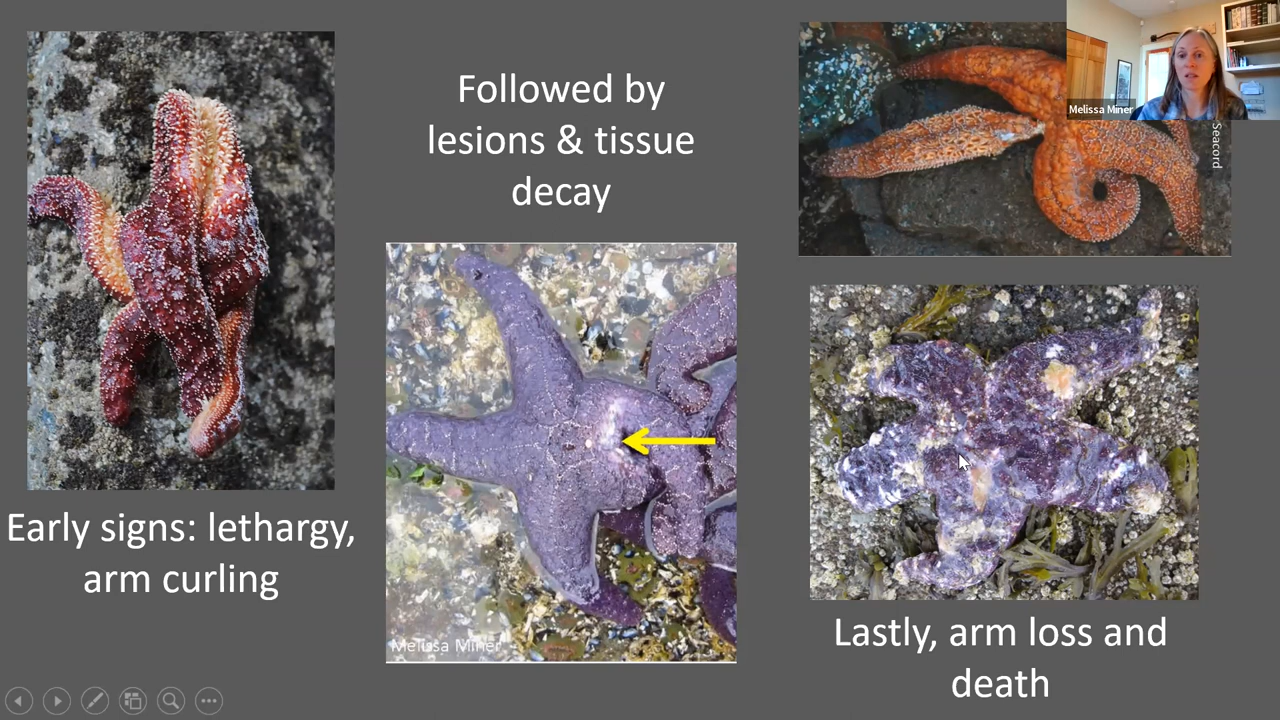 Early signs: lethargy,
arm curling
Followed by
lesions & tissue
decay
Melissa Miner
Seacord
Lastly, arm loss and
death
Melissa Miner